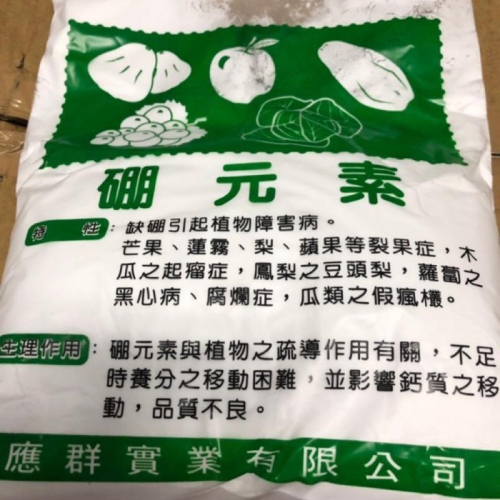 硼元素
特性：缺硼引起植物障害病。
芒果、蓮霧、梨、蘋果等裂果症，木
瓜之起瘤症，鳳梨之豆頭梨，蘿蔔之
黑心病、腐爛症，瓜類之假瘋欉。
生理作用：硼元素與植物之疏導作用有關，不足
時養分之移動困難，並影響鈣質之移
動，品質不良。
應群實業有限公司